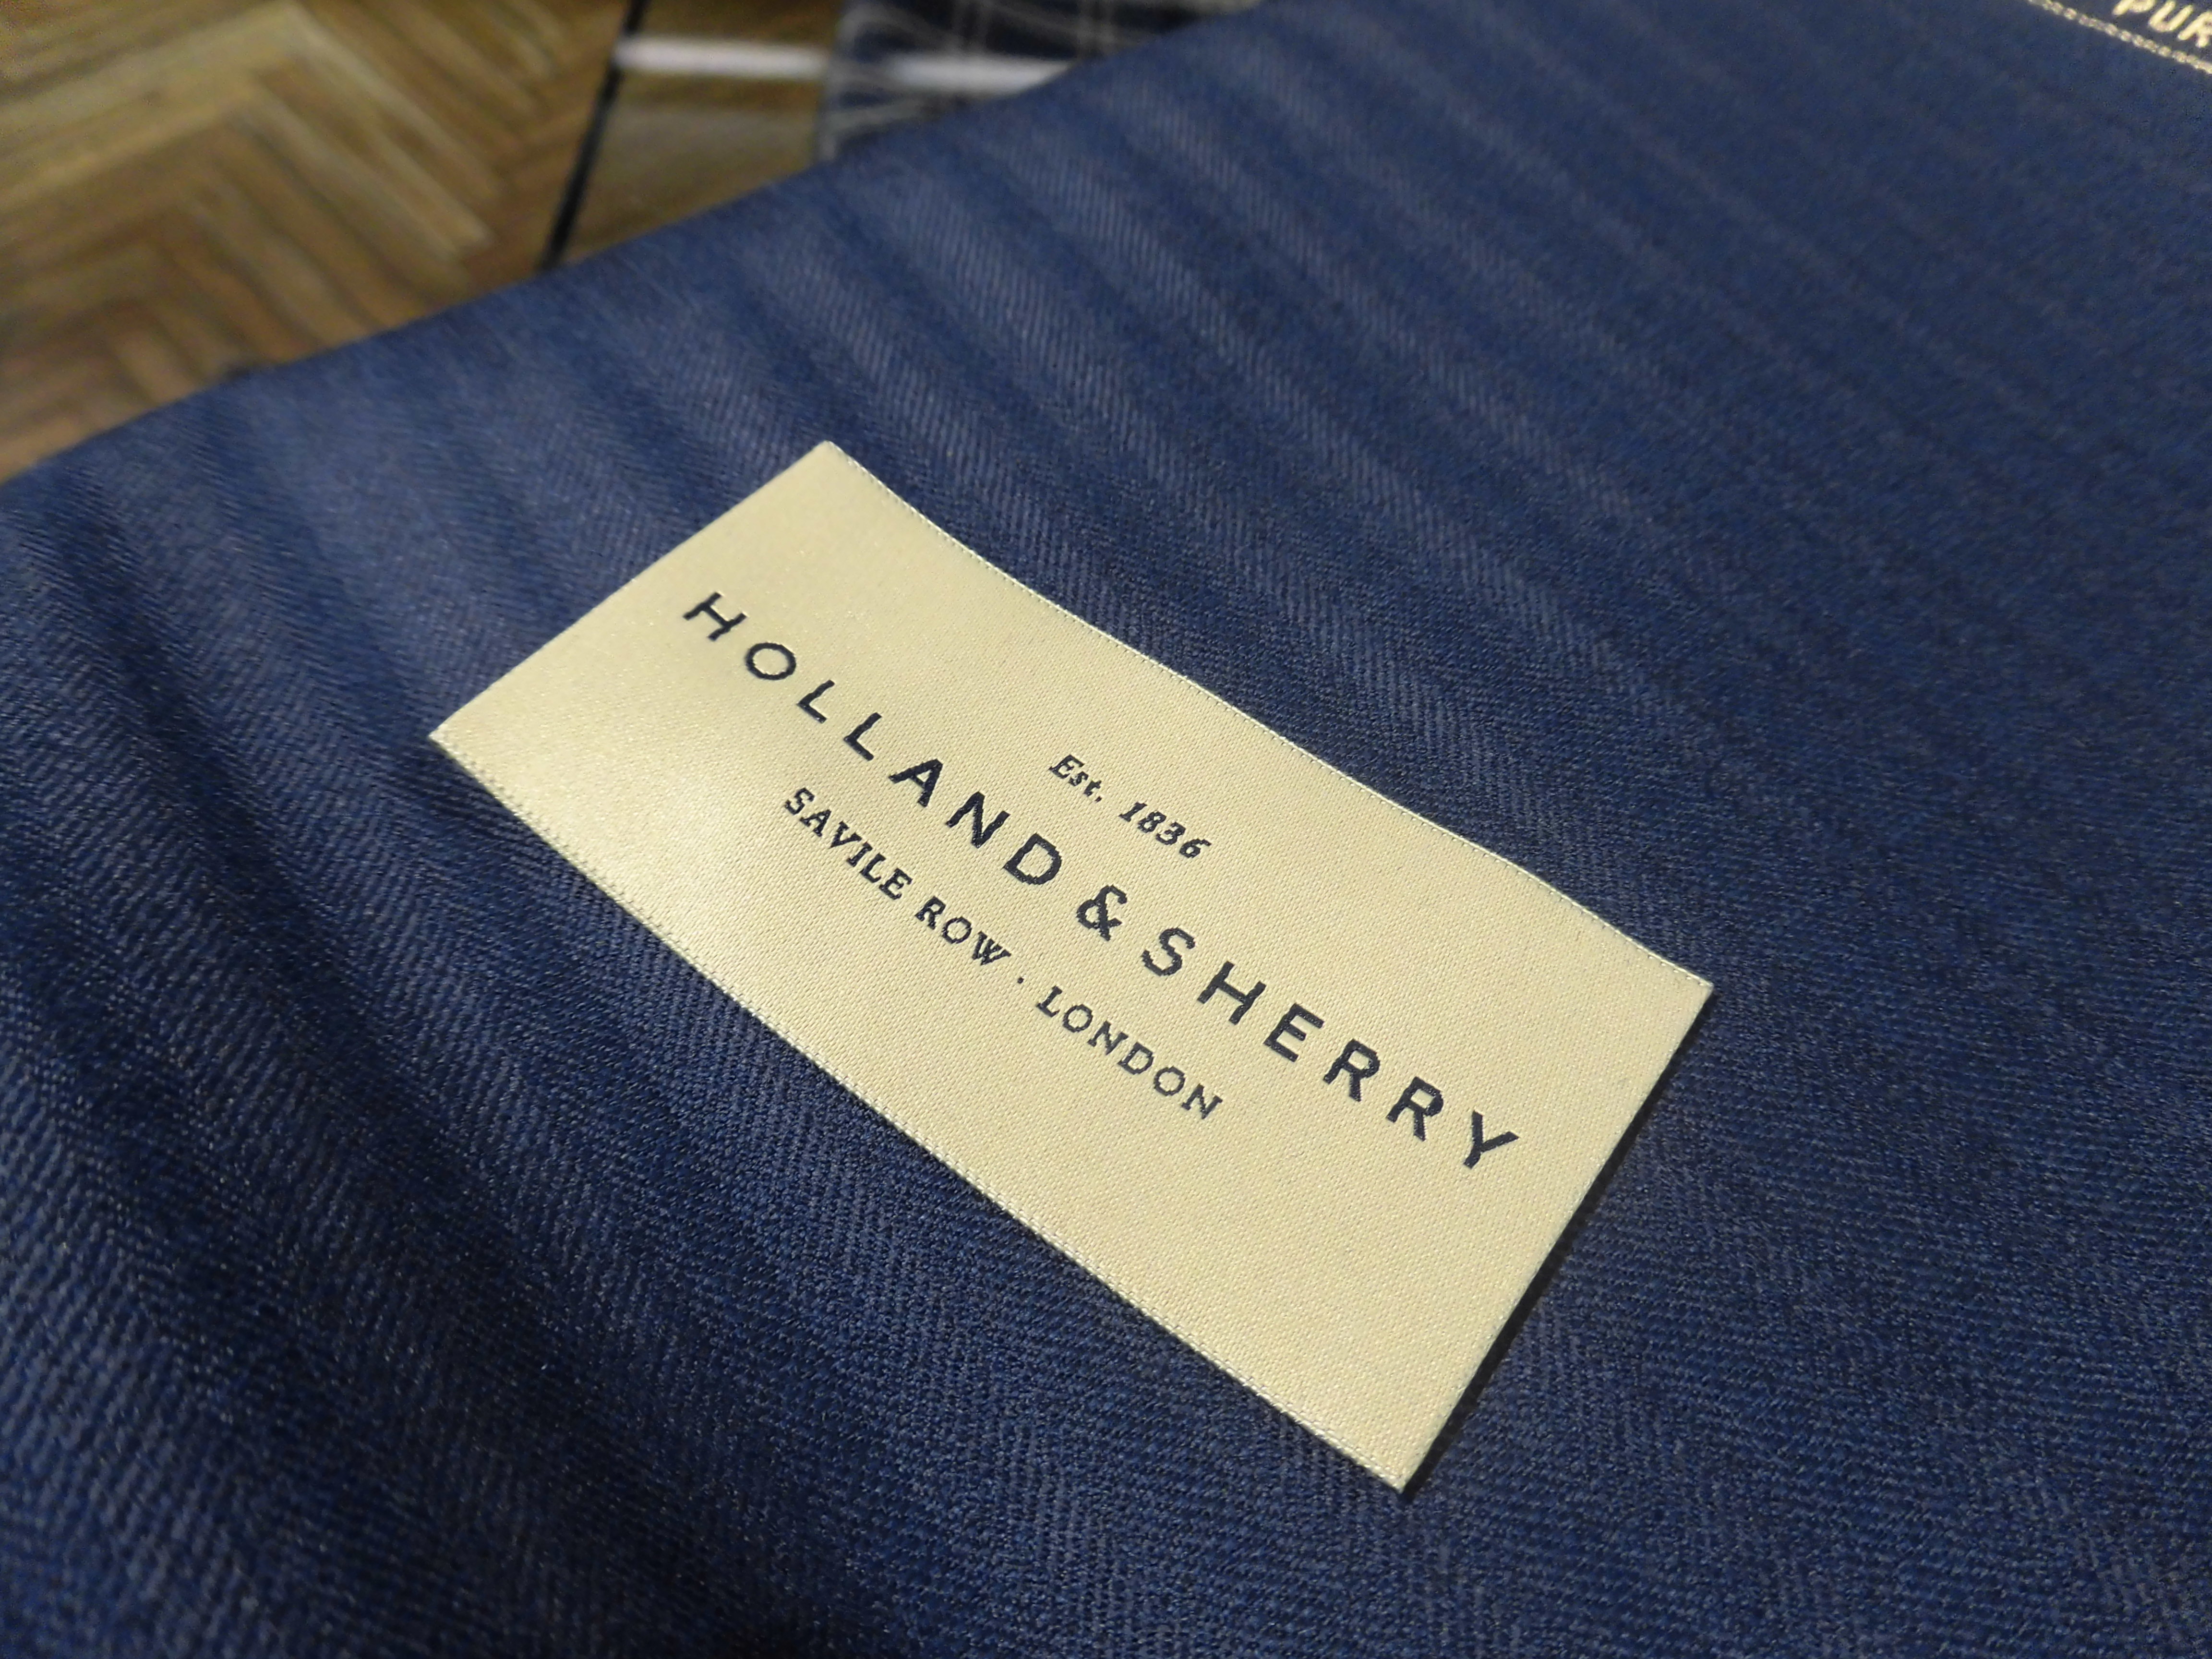 Est. 1836
HOLLAND & SHERRY
SAVILE ROW . LONDON